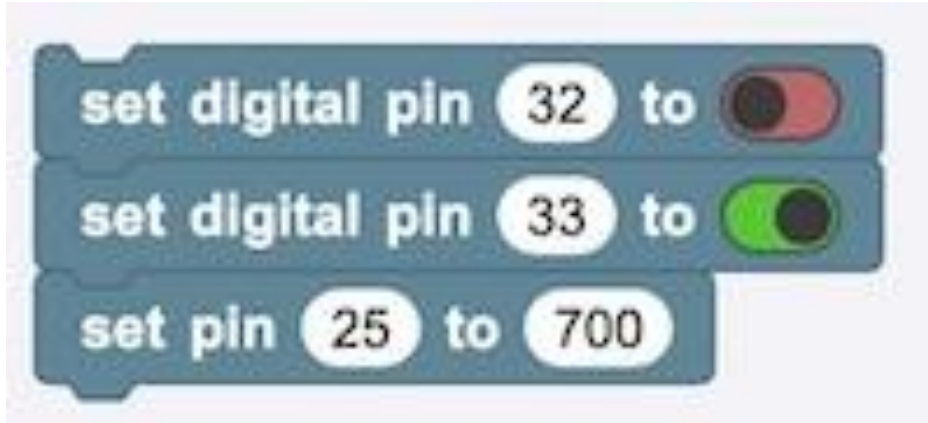 set digital pin 32 to
set digital pin 33 to
set pin 25 to 700